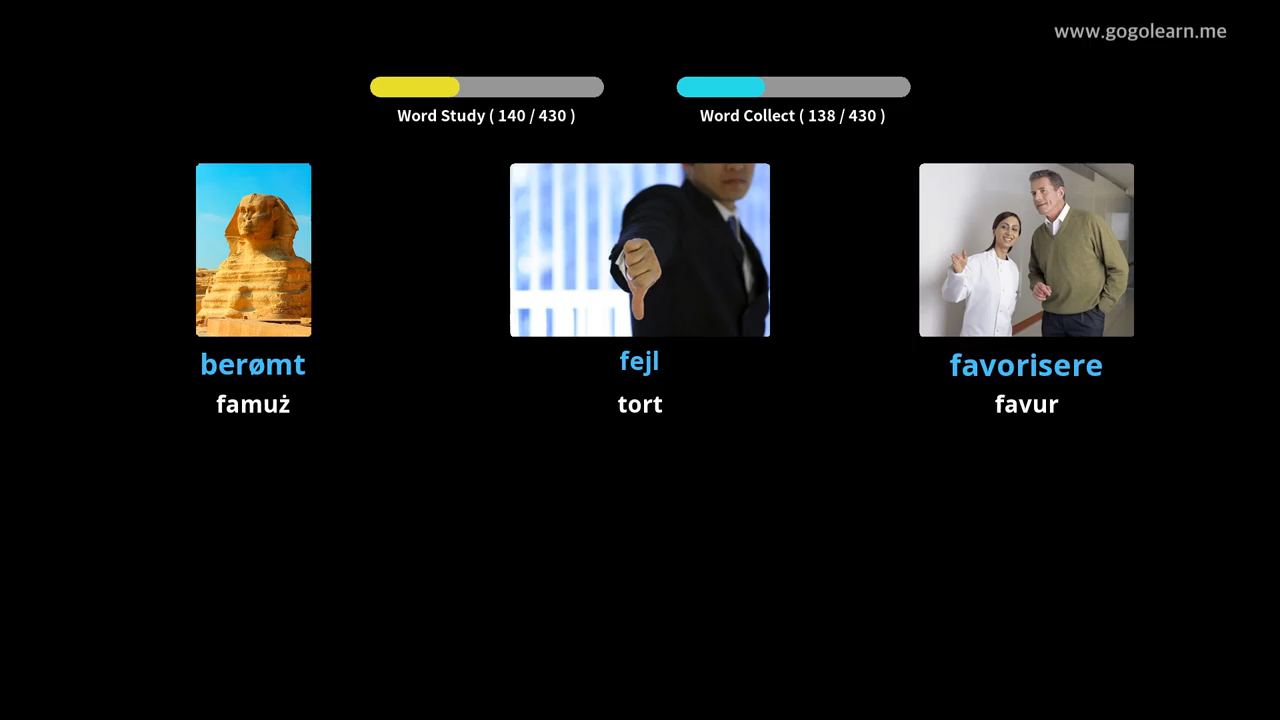 www.gogolearn.me
Word Study ( 140 / 430 )
Word Collect ( 138 / 430 )
berømt
fejl
favorisere
famuż
tort
favur